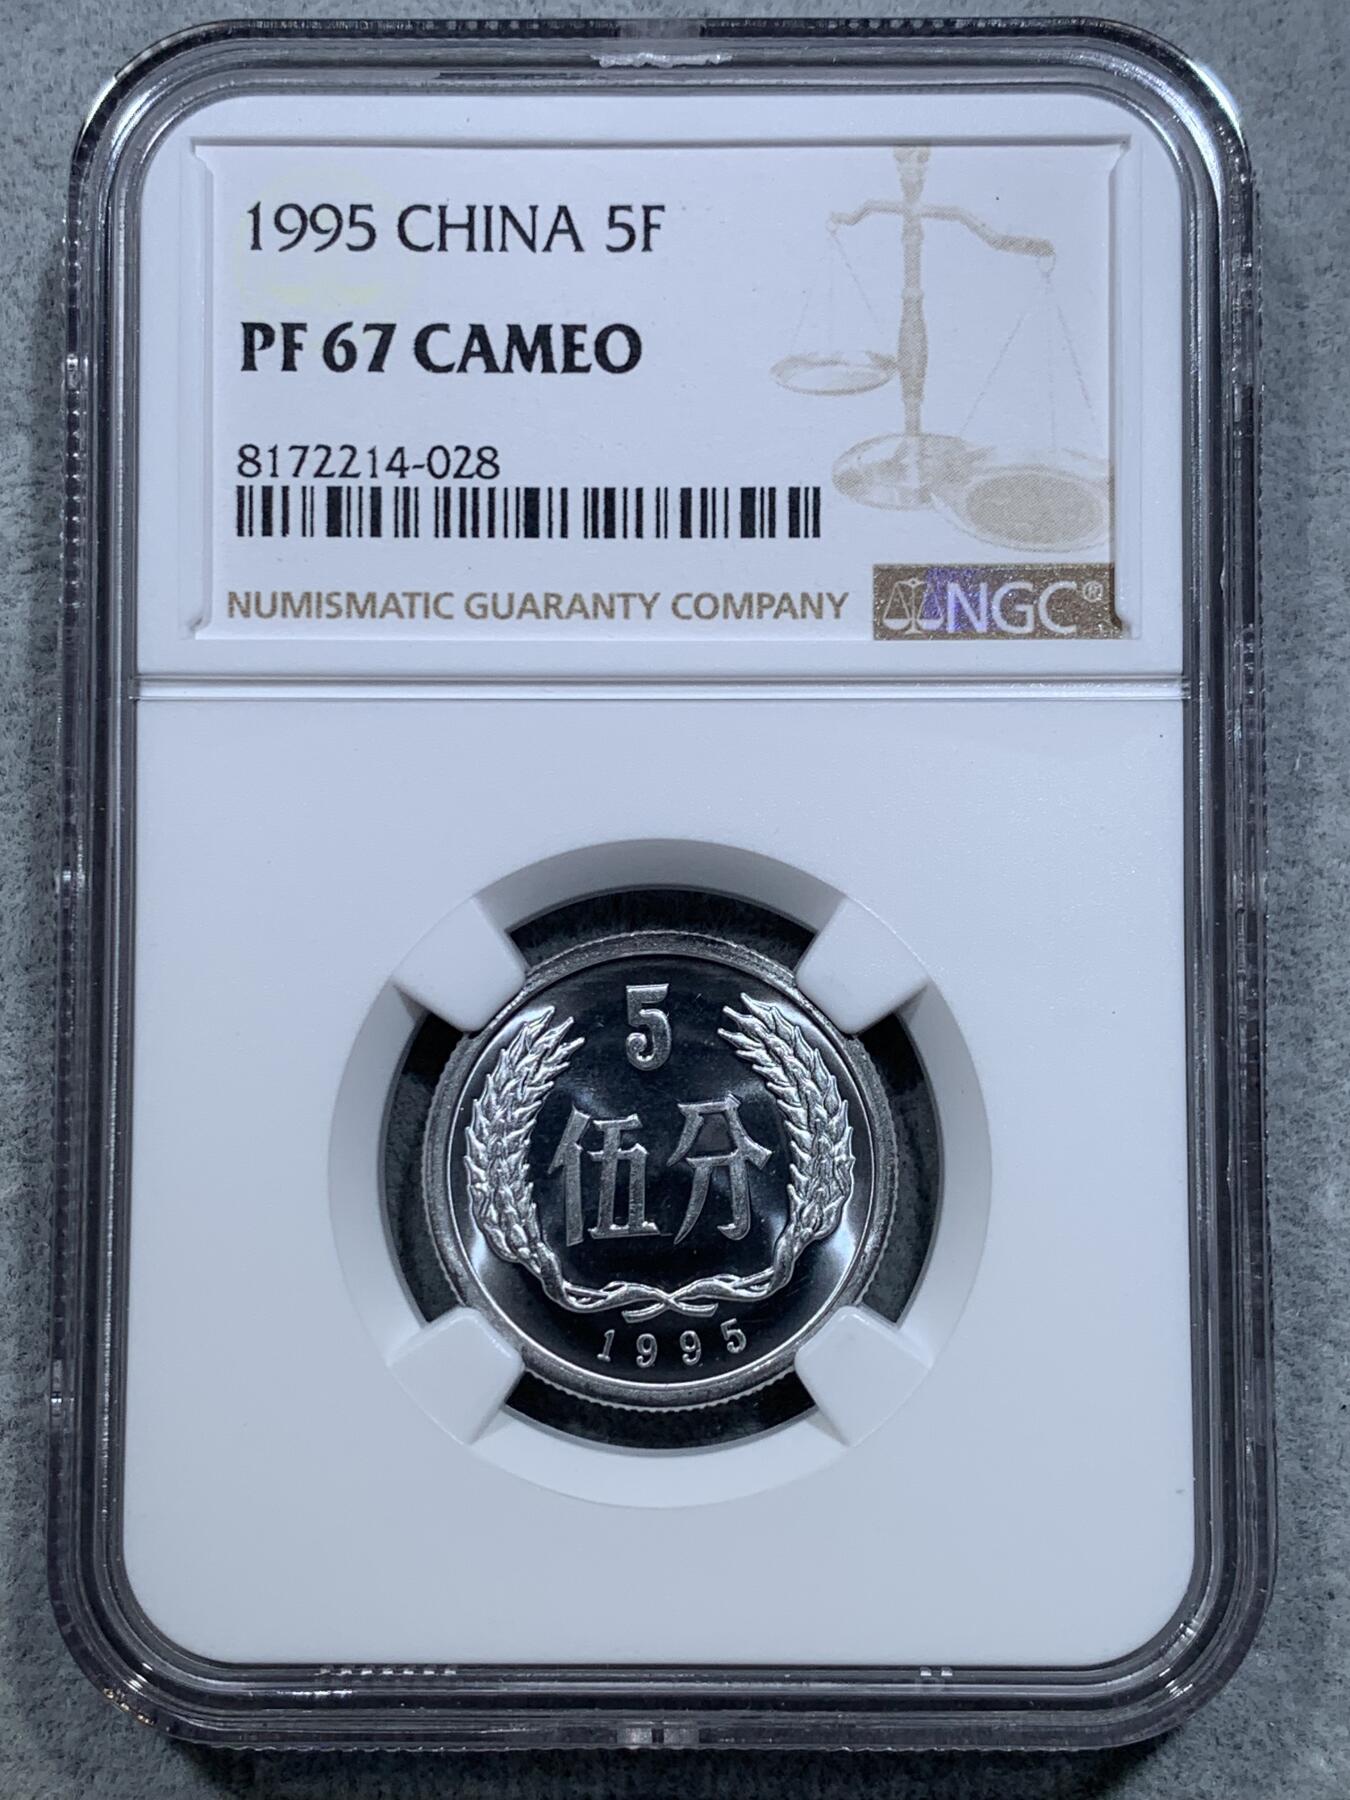 1995 CHINA 5F
PF 67 CAMEO
8172214-028
NUMISMATIC GUARANTY COMPANY
NGC®
5
伍分
1995